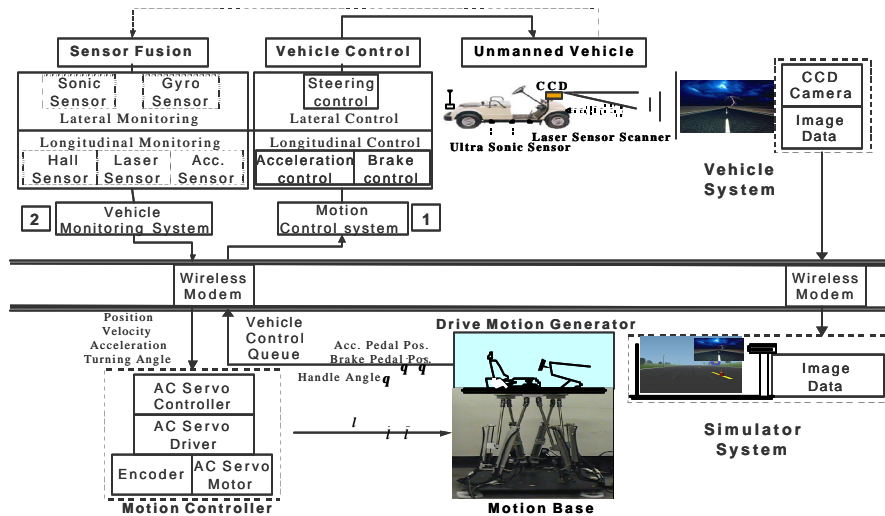 Sensor Fusion
Vehicle Control
Unmanned Vehicle
Sonic
Sensor
Gyro
Sensor
Lateral Monitoring
Longitudinal Monitoring
Hall
Sensor
Laser
Sensor
Acc.
Sensor
Steering
control
Lateral Control
Longitudinal Control
Acceleration
control
Brake
control
CCD
Laser Sensor Scanner
Ultra Sonic Sensor
CCD
Camera
Image
Data
Vehicle
System
2
Vehicle
Monitoring System
Motion
Control system
1
Wireless
Modem
Wireless
Modem
Position
Velocity
Acceleration
Turning Angle
Vehicle
Control
Queue
Acc. Pedal Pos.
Brake Pedal Pos.
Handle Angle
q q̇ q̈
Drive Motion Generator
AC Servo
Controller
AC Servo
Driver
Encoder
AC Servo
Motor
Motion Controller
l
Motion Base
Image
Data
Simulator
System